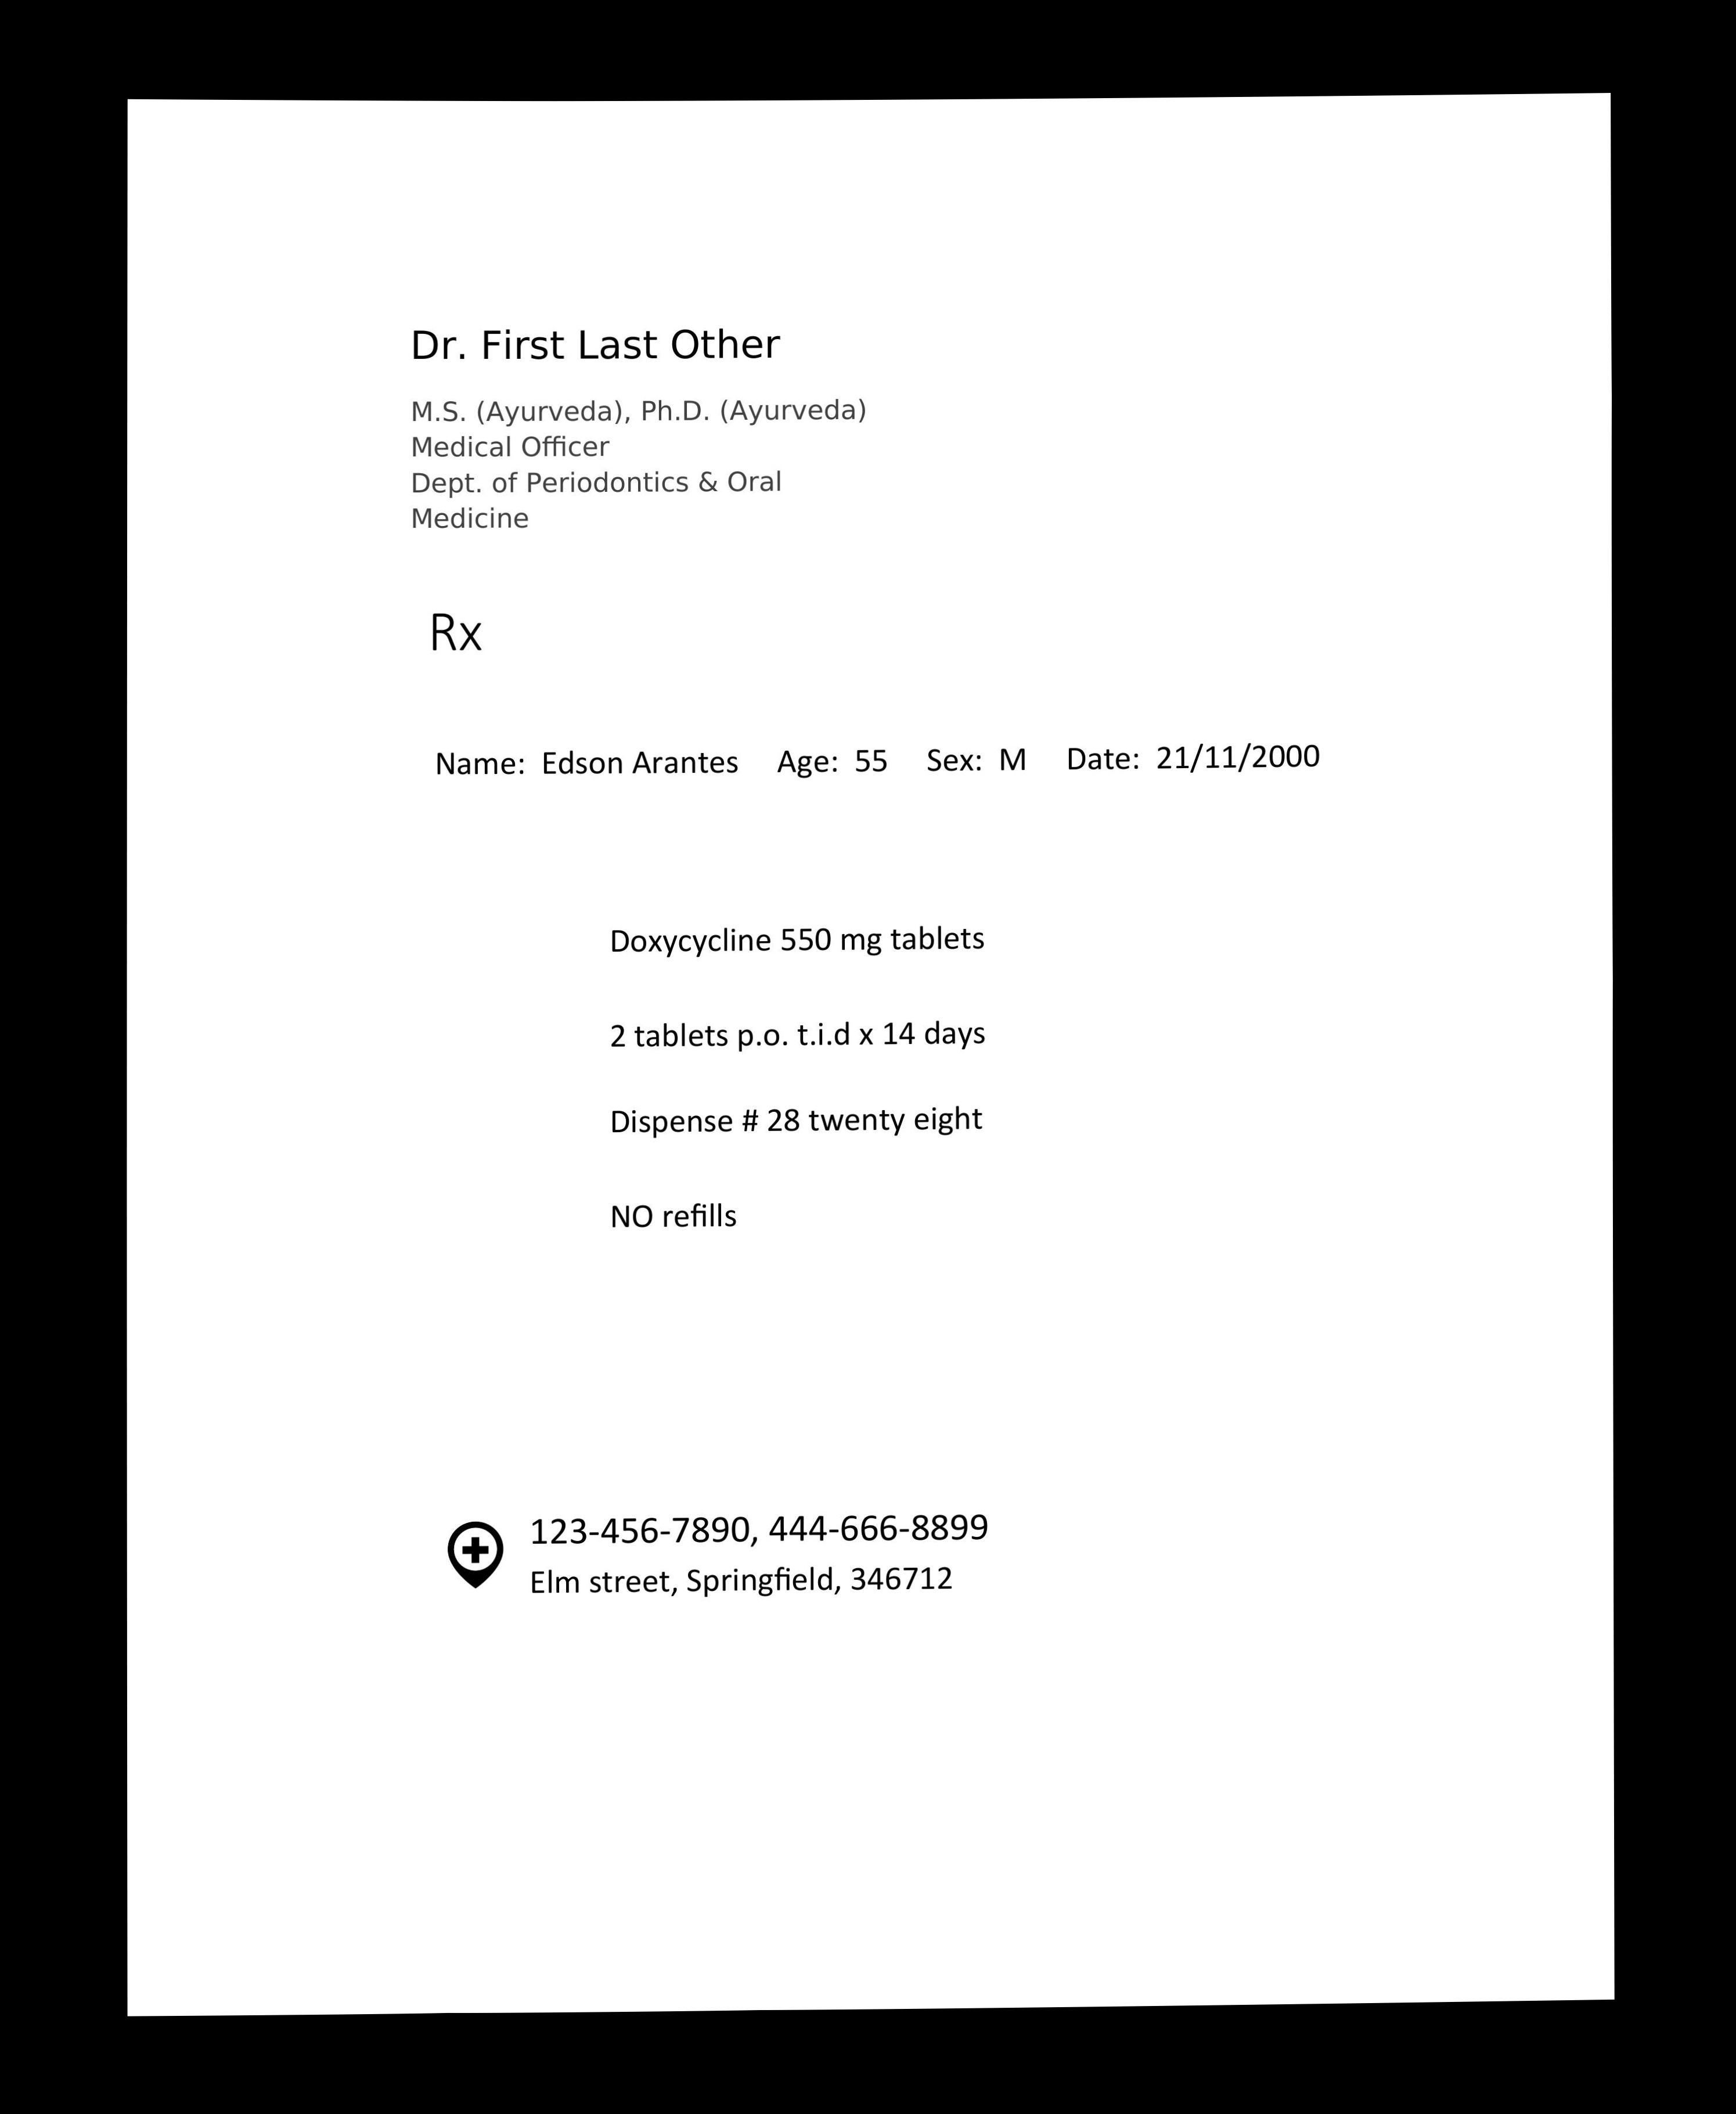 Dr. First Last Other
M.S. (Ayurveda), Ph.D. (Ayurveda)
Medical Officer
Dept. of Periodontics & Oral
Medicine
Rx
Name: Edson Arantes Age: 55 Sex: M Date: 21/11/2000
Doxycycline 550 mg tablets
2 tablets p.o. t.i.d x 14 days
Dispense # 28 twenty eight
NO refills
123-456-7890, 444-666-8899
Elm street, Springfield, 346712